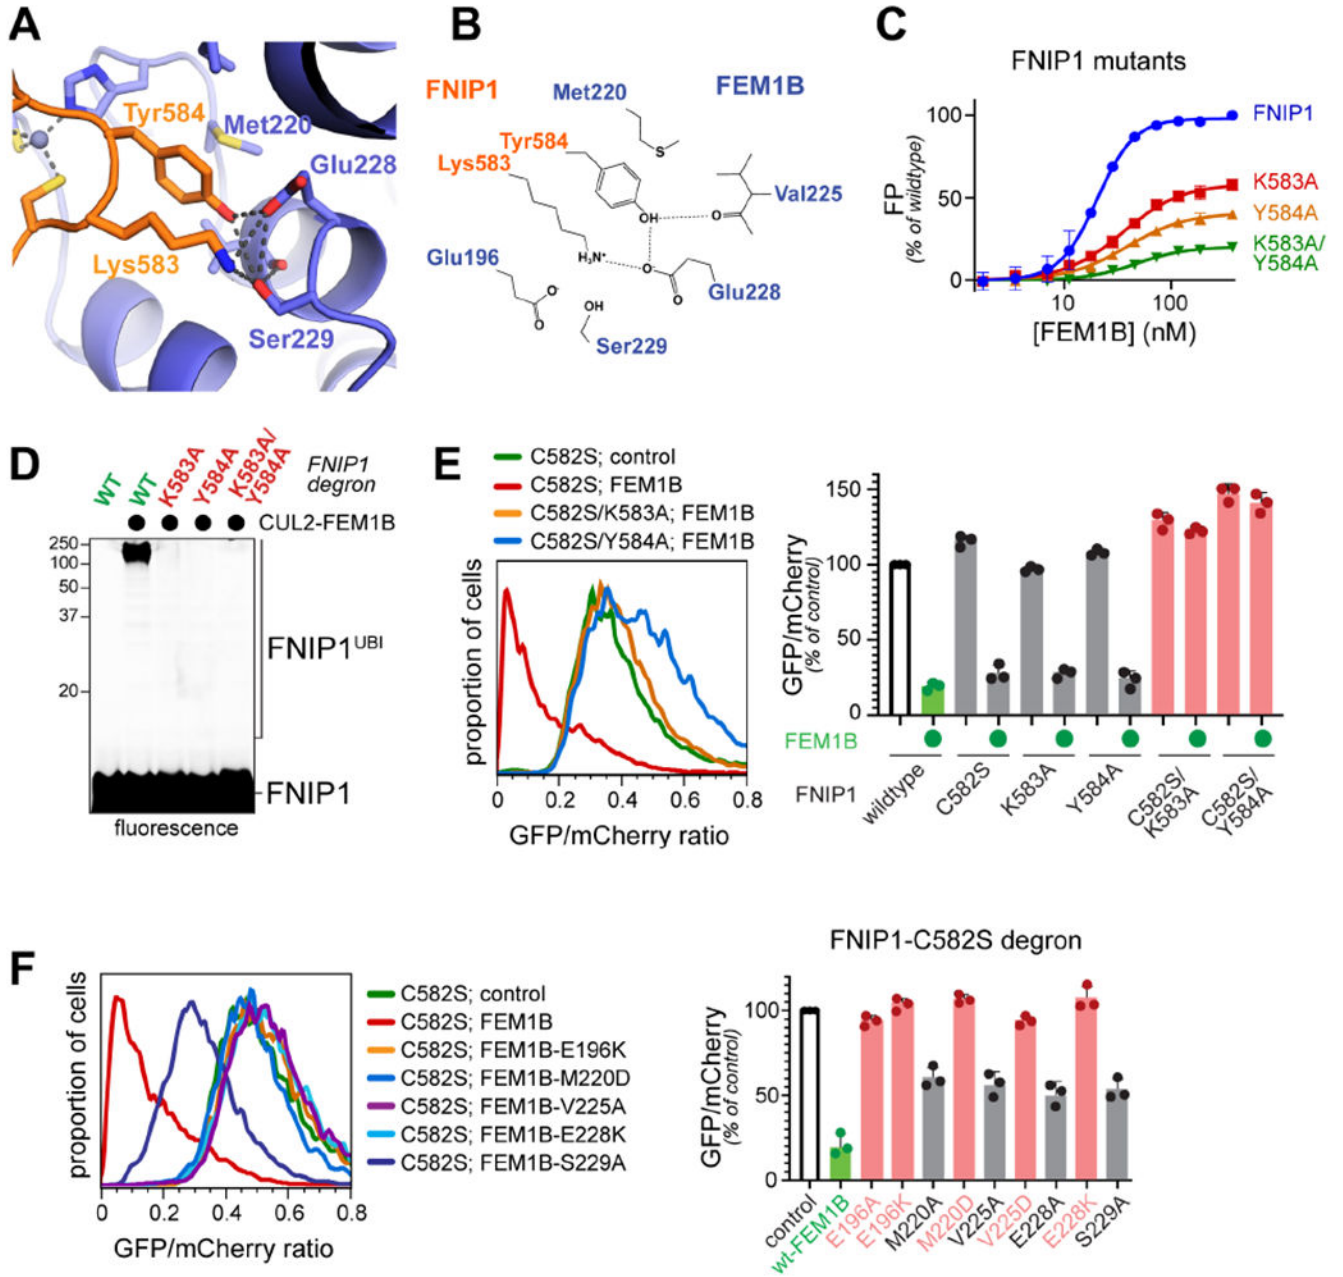 A
Tyr584
Met220
Glu228
Lys583
Ser229
B
FNIP1
Met220
FEM1B
Tyr584
Lys583
S
OH
O
Val225
H₃N⁺
O⁻
O
Glu228
Glu196
O⁻
O
OH
Ser229
C
FNIP1 mutants
FP
(% of wildtype)
100
50
0
10
100
[FEM1B] (nM)
FNIP1
K583A
Y584A
K583A/
Y584A
D
WT
WT
K583A
Y584A
K583A/
Y584A
FNIP1
degron
CUL2-FEM1B
250
100
50
37
20
FNIP1ᵁᴮᴵ
FNIP1
fluorescence
E
C582S; control
C582S; FEM1B
C582S/K583A; FEM1B
C582S/Y584A; FEM1B
proportion of cells
0
0.2
0.4
0.6
0.8
GFP/mCherry ratio
GFP/mCherry
(% of control)
150
100
50
0
FEM1B
FNIP1
wildtype
C582S
K583A
Y584A
C582S/
K583A
C582S/
Y584A
F
proportion of cells
0
0.2
0.4
0.6
0.8
GFP/mCherry ratio
C582S; control
C582S; FEM1B
C582S; FEM1B-E196K
C582S; FEM1B-M220D
C582S; FEM1B-V225A
C582S; FEM1B-E228K
C582S; FEM1B-S229A
FNIP1-C582S degron
GFP/mCherry
(% of control)
100
50
0
control
wt-FEM1B
E196A
E196K
M220A
M220D
V225A
V225D
E228A
E228K
S229A